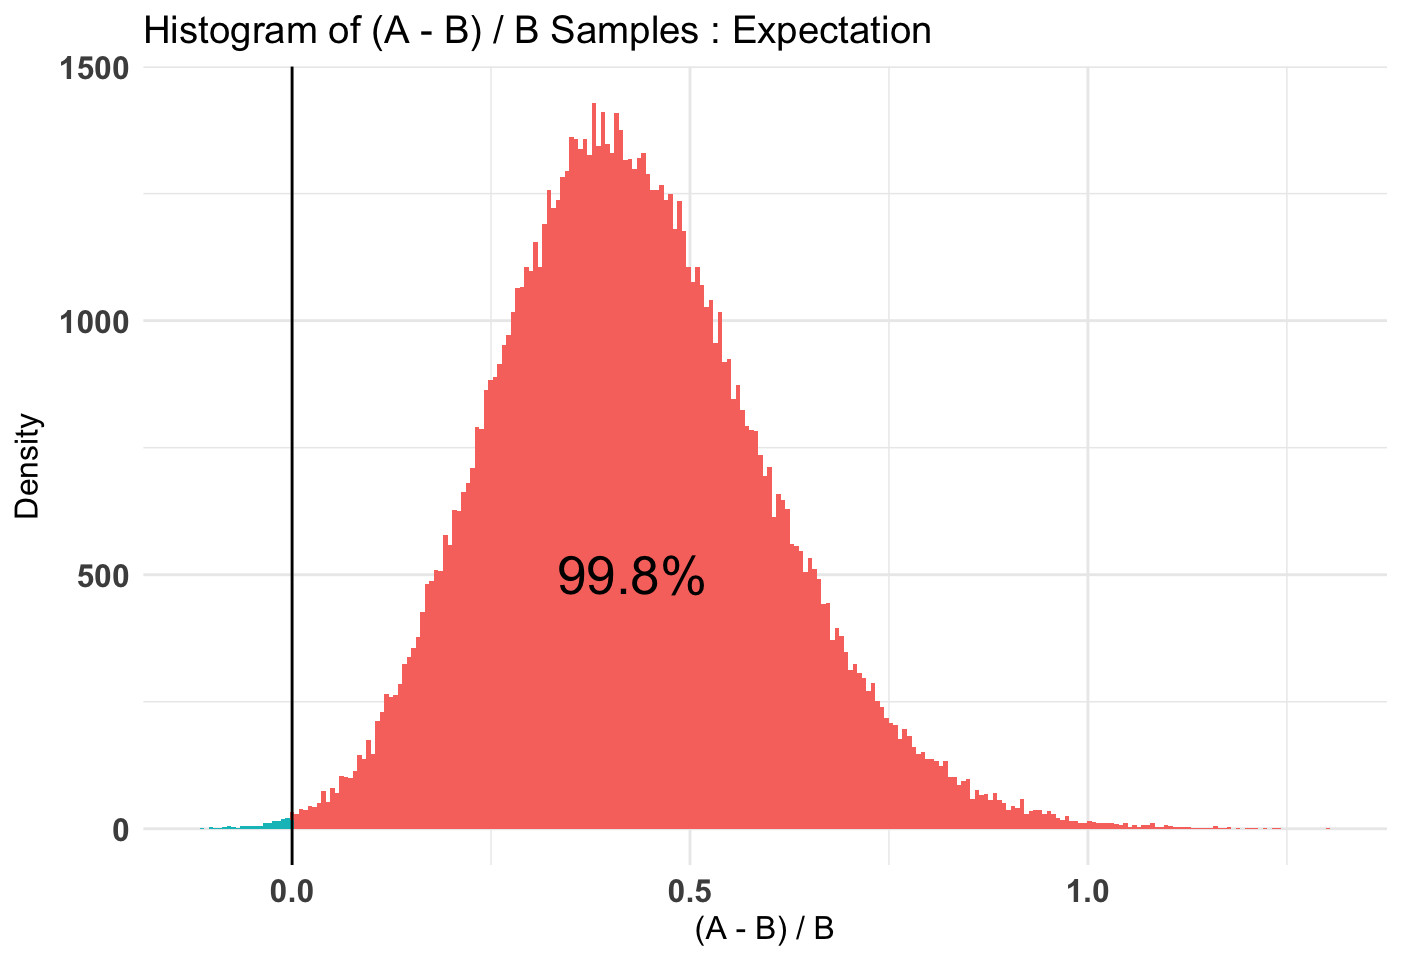 Histogram of (A - B) / B Samples : Expectation
1500
1000
500
0
Density
99.8%
0.0 0.5 1.0
(A - B) / B